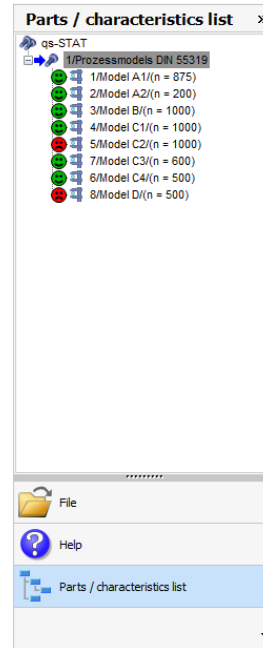 Parts / characteristics list
qs-STAT
1/Prozessmodels DIN 55319
1/Model A1/(n = 875)
2/Model A2/(n = 200)
3/Model B/(n = 1000)
4/Model C1/(n = 1000)
5/Model C2/(n = 1000)
7/Model C3/(n = 600)
6/Model C4/(n = 500)
8/Model D/(n = 500)
File
Help
Parts / characteristics list